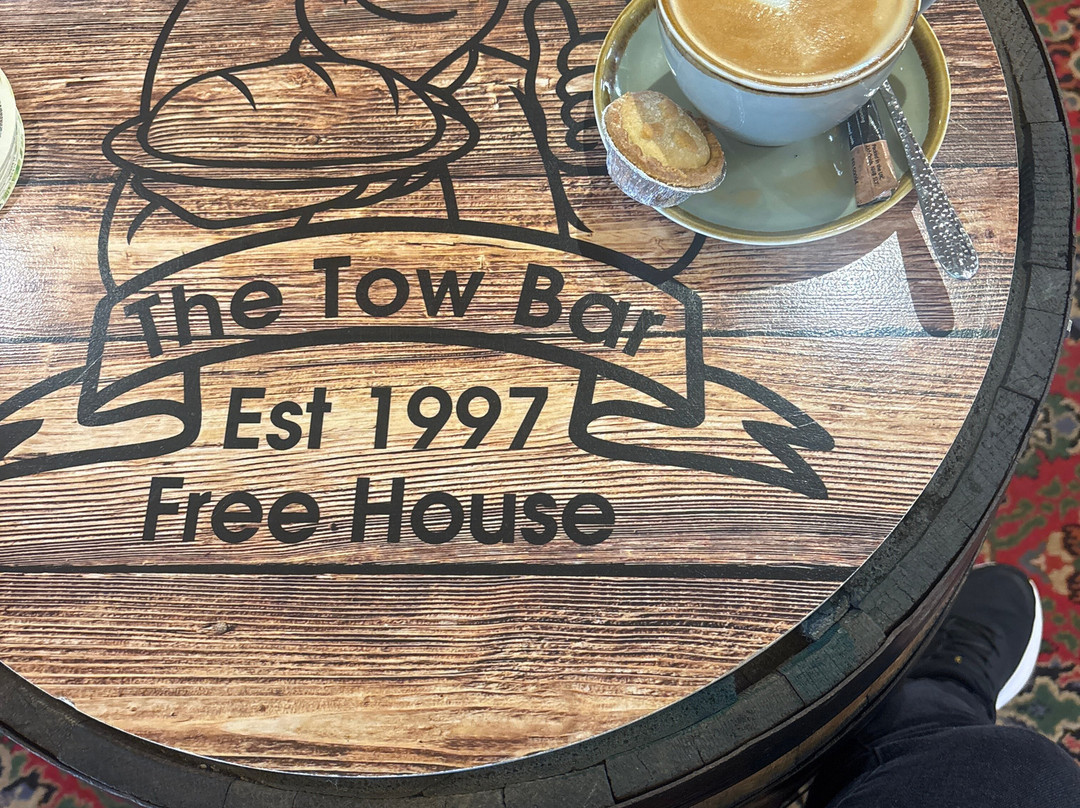 The Tow Bar
Est 1997
Free House